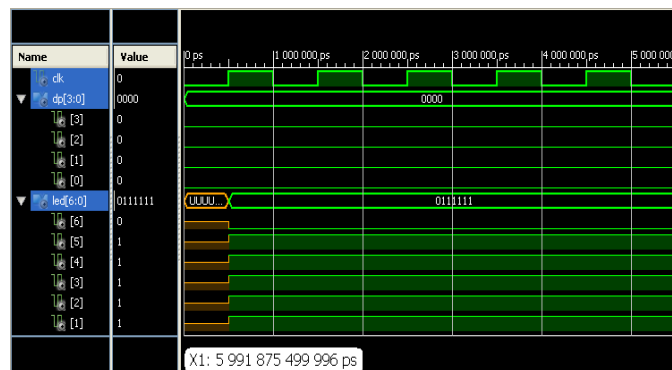 Name Value 0 ps 1 000 000 ps 2 000 000 ps 3 000 000 ps 4 000 000 ps 5 000 00
clk 0
dp[3:0] 0000 0000
[3] 0
[2] 0
[1] 0
[0] 0
led[6:0] 0111111 UUUU... 0111111
[6] 0
[5] 1
[4] 1
[3] 1
[2] 1
[1] 1
X1: 5 991 875 499 996 ps